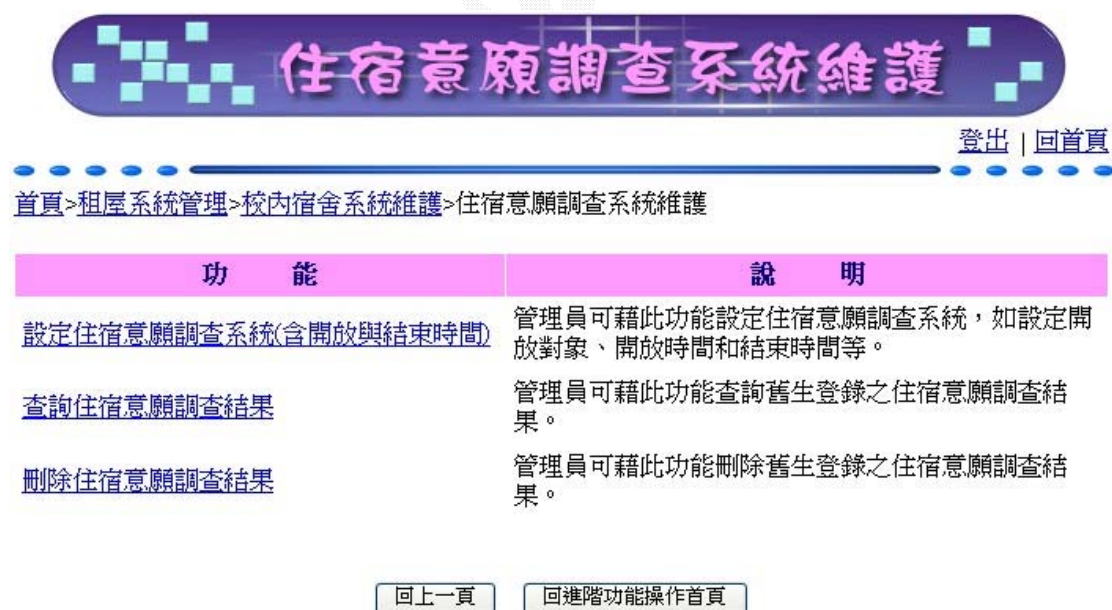 住宿意願調查系統維護
登出 | 回首頁
首頁>租屋系統管理>校內宿舍系統維護>住宿意願調查系統維護
功 能 說 明
設定住宿意願調查系統(含開放與結束時間)
管理員可藉此功能設定住宿意願調查系統，如設定開
放對象、開放時間和結束時間等。
查詢住宿意願調查結果
管理員可藉此功能查詢舊生登錄之住宿意願調查結
果。
刪除住宿意願調查結果
管理員可藉此功能刪除舊生登錄之住宿意願調查結
果。
回上一頁 回進階功能操作首頁